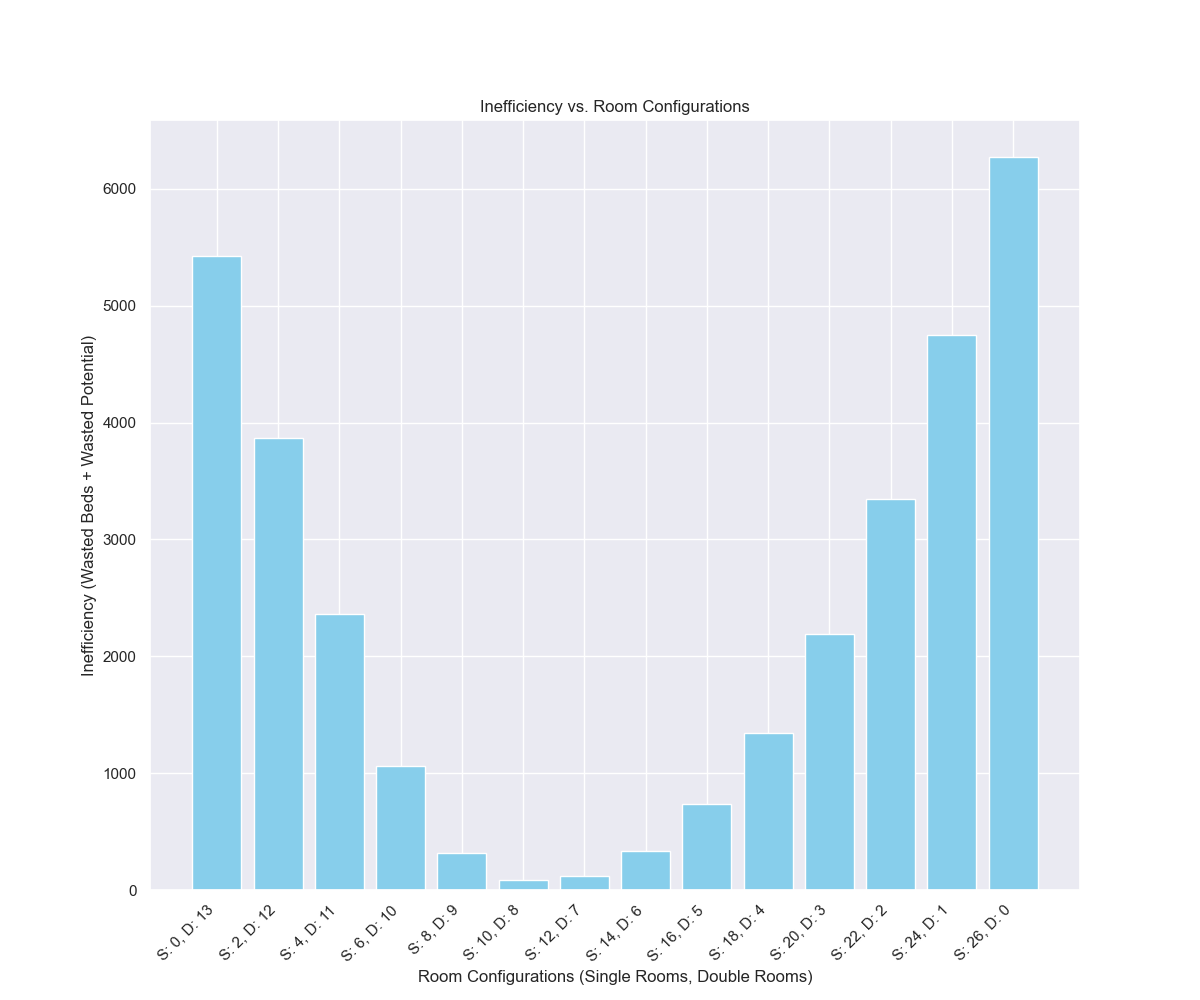 Inefficiency vs. Room Configurations
Inefficiency (Wasted Beds + Wasted Potential)
6000
5000
4000
3000
2000
1000
0
S: 0, D: 13
S: 2, D: 12
S: 4, D: 11
S: 6, D: 10
S: 8, D: 9
S: 10, D: 8
S: 12, D: 7
S: 14, D: 6
S: 16, D: 5
S: 18, D: 4
S: 20, D: 3
S: 22, D: 2
S: 24, D: 1
S: 26, D: 0
Room Configurations (Single Rooms, Double Rooms)